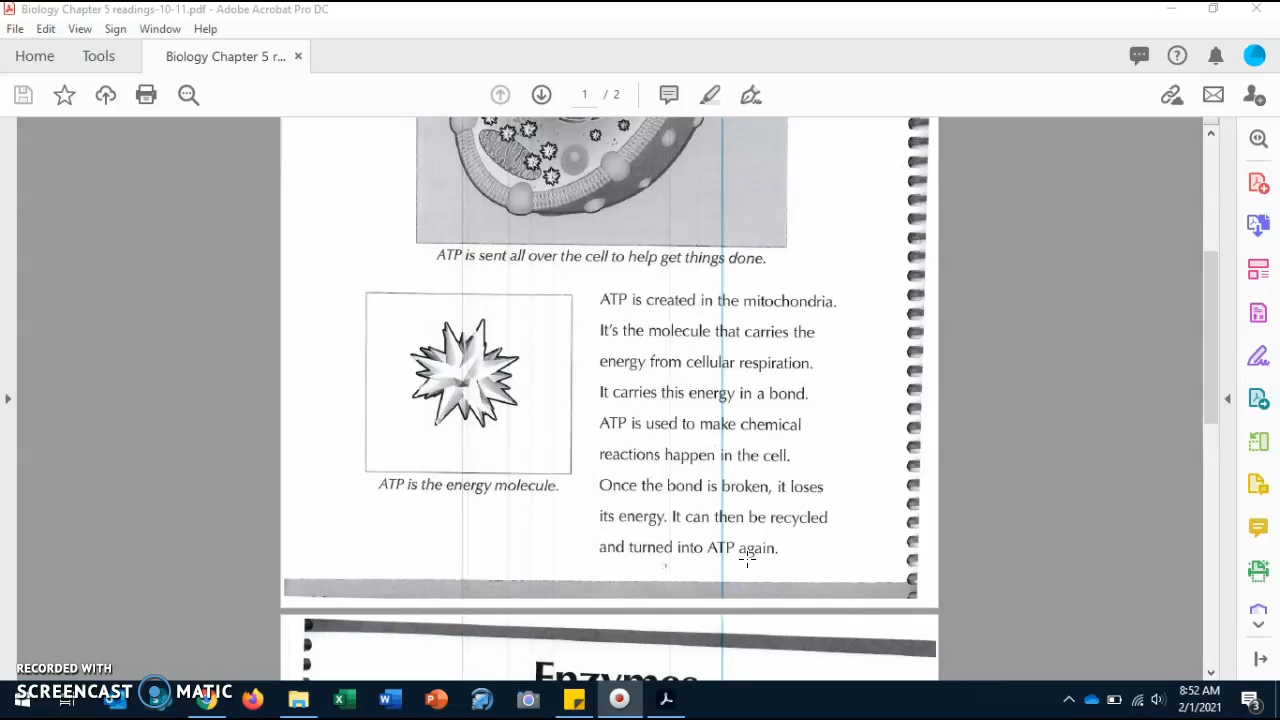 Biology Chapter 5 readings-10-11.pdf - Adobe Acrobat Pro DC
File Edit View Sign Window Help
Home Tools Biology Chapter 5 r...
1 / 2
ATP is sent all over the cell to help get things done.
ATP is created in the mitochondria.
It's the molecule that carries the
energy from cellular respiration.
It carries this energy in a bond.
ATP is used to make chemical
reactions happen in the cell.
Once the bond is broken, it loses
its energy. It can then be recycled
and turned into ATP again.
ATP is the energy molecule.
Enzymes
RECORDED WITH
SCREENCAST MATIC
8:52 AM
2/1/2021
3